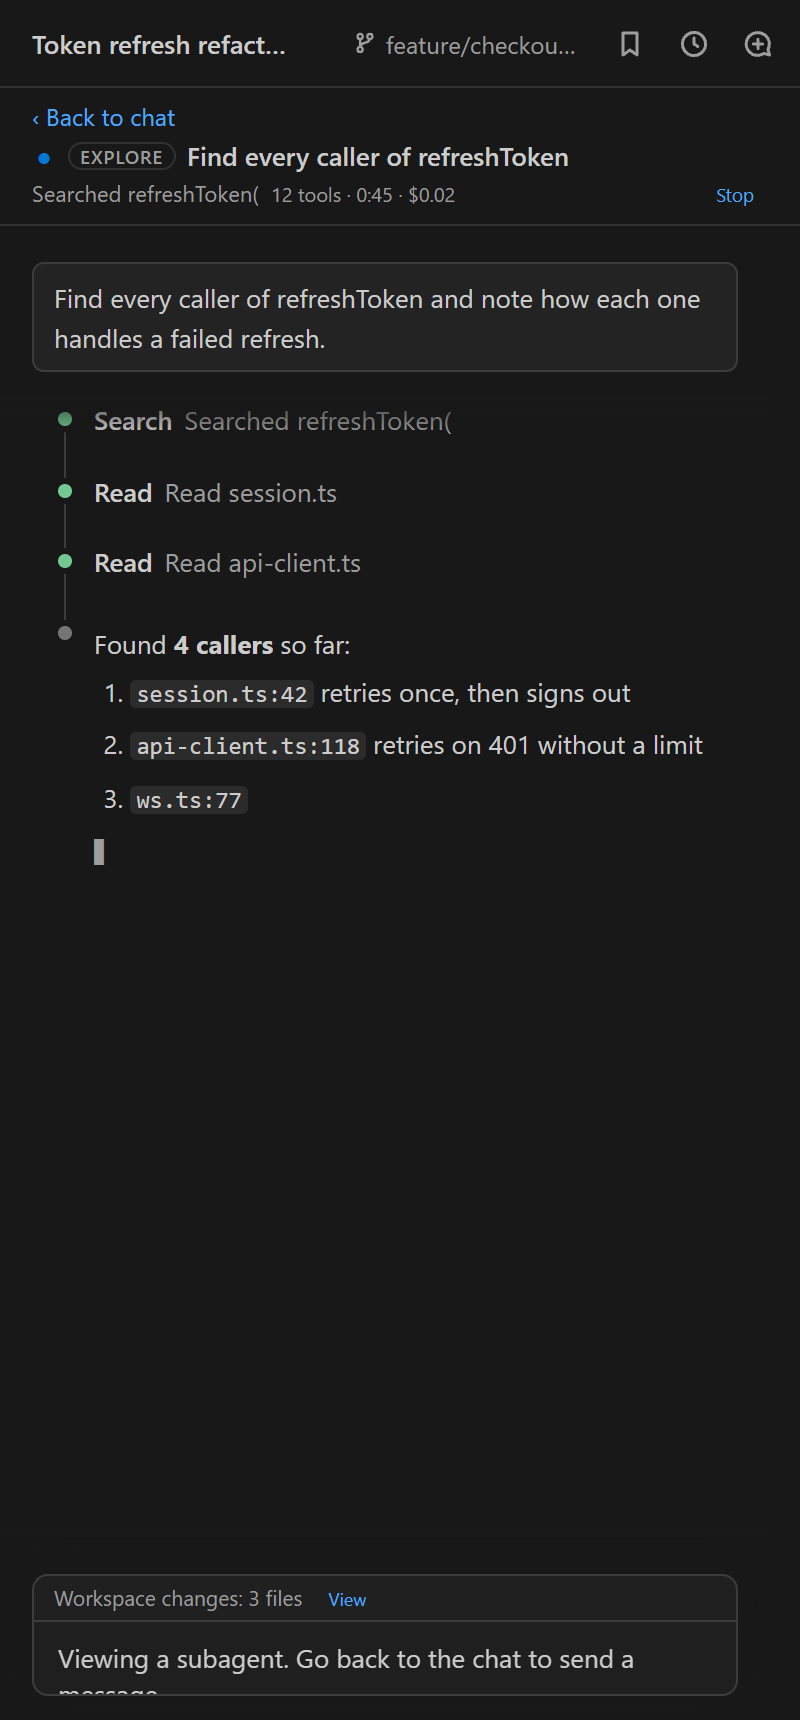 Token refresh refact...
feature/checkou...
‹ Back to chat
EXPLORE Find every caller of refreshToken
Searched refreshToken( 12 tools · 0:45 · $0.02 Stop
Find every caller of refreshToken and note how each one
handles a failed refresh.
Search Searched refreshToken(
Read Read session.ts
Read Read api-client.ts
Found 4 callers so far:
1. session.ts:42 retries once, then signs out
2. api-client.ts:118 retries on 401 without a limit
3. ws.ts:77
Workspace changes: 3 files View
Viewing a subagent. Go back to the chat to send a
message